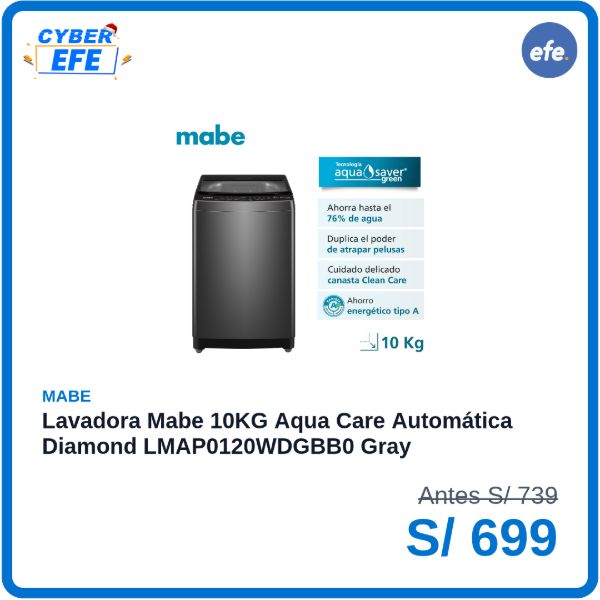 CYBER
EFE
efe.
mabe
Tecnología
aqua saver
green
Ahorra hasta el
76% de agua
Duplica el poder
de atrapar pelusas
Cuidado delicado
canasta Clean Care
Ahorro
energético tipo A
10 Kg
MABE
Lavadora Mabe 10KG Aqua Care Automática
Diamond LMAP0120WDGBB0 Gray
Antes S/ 739
S/ 699